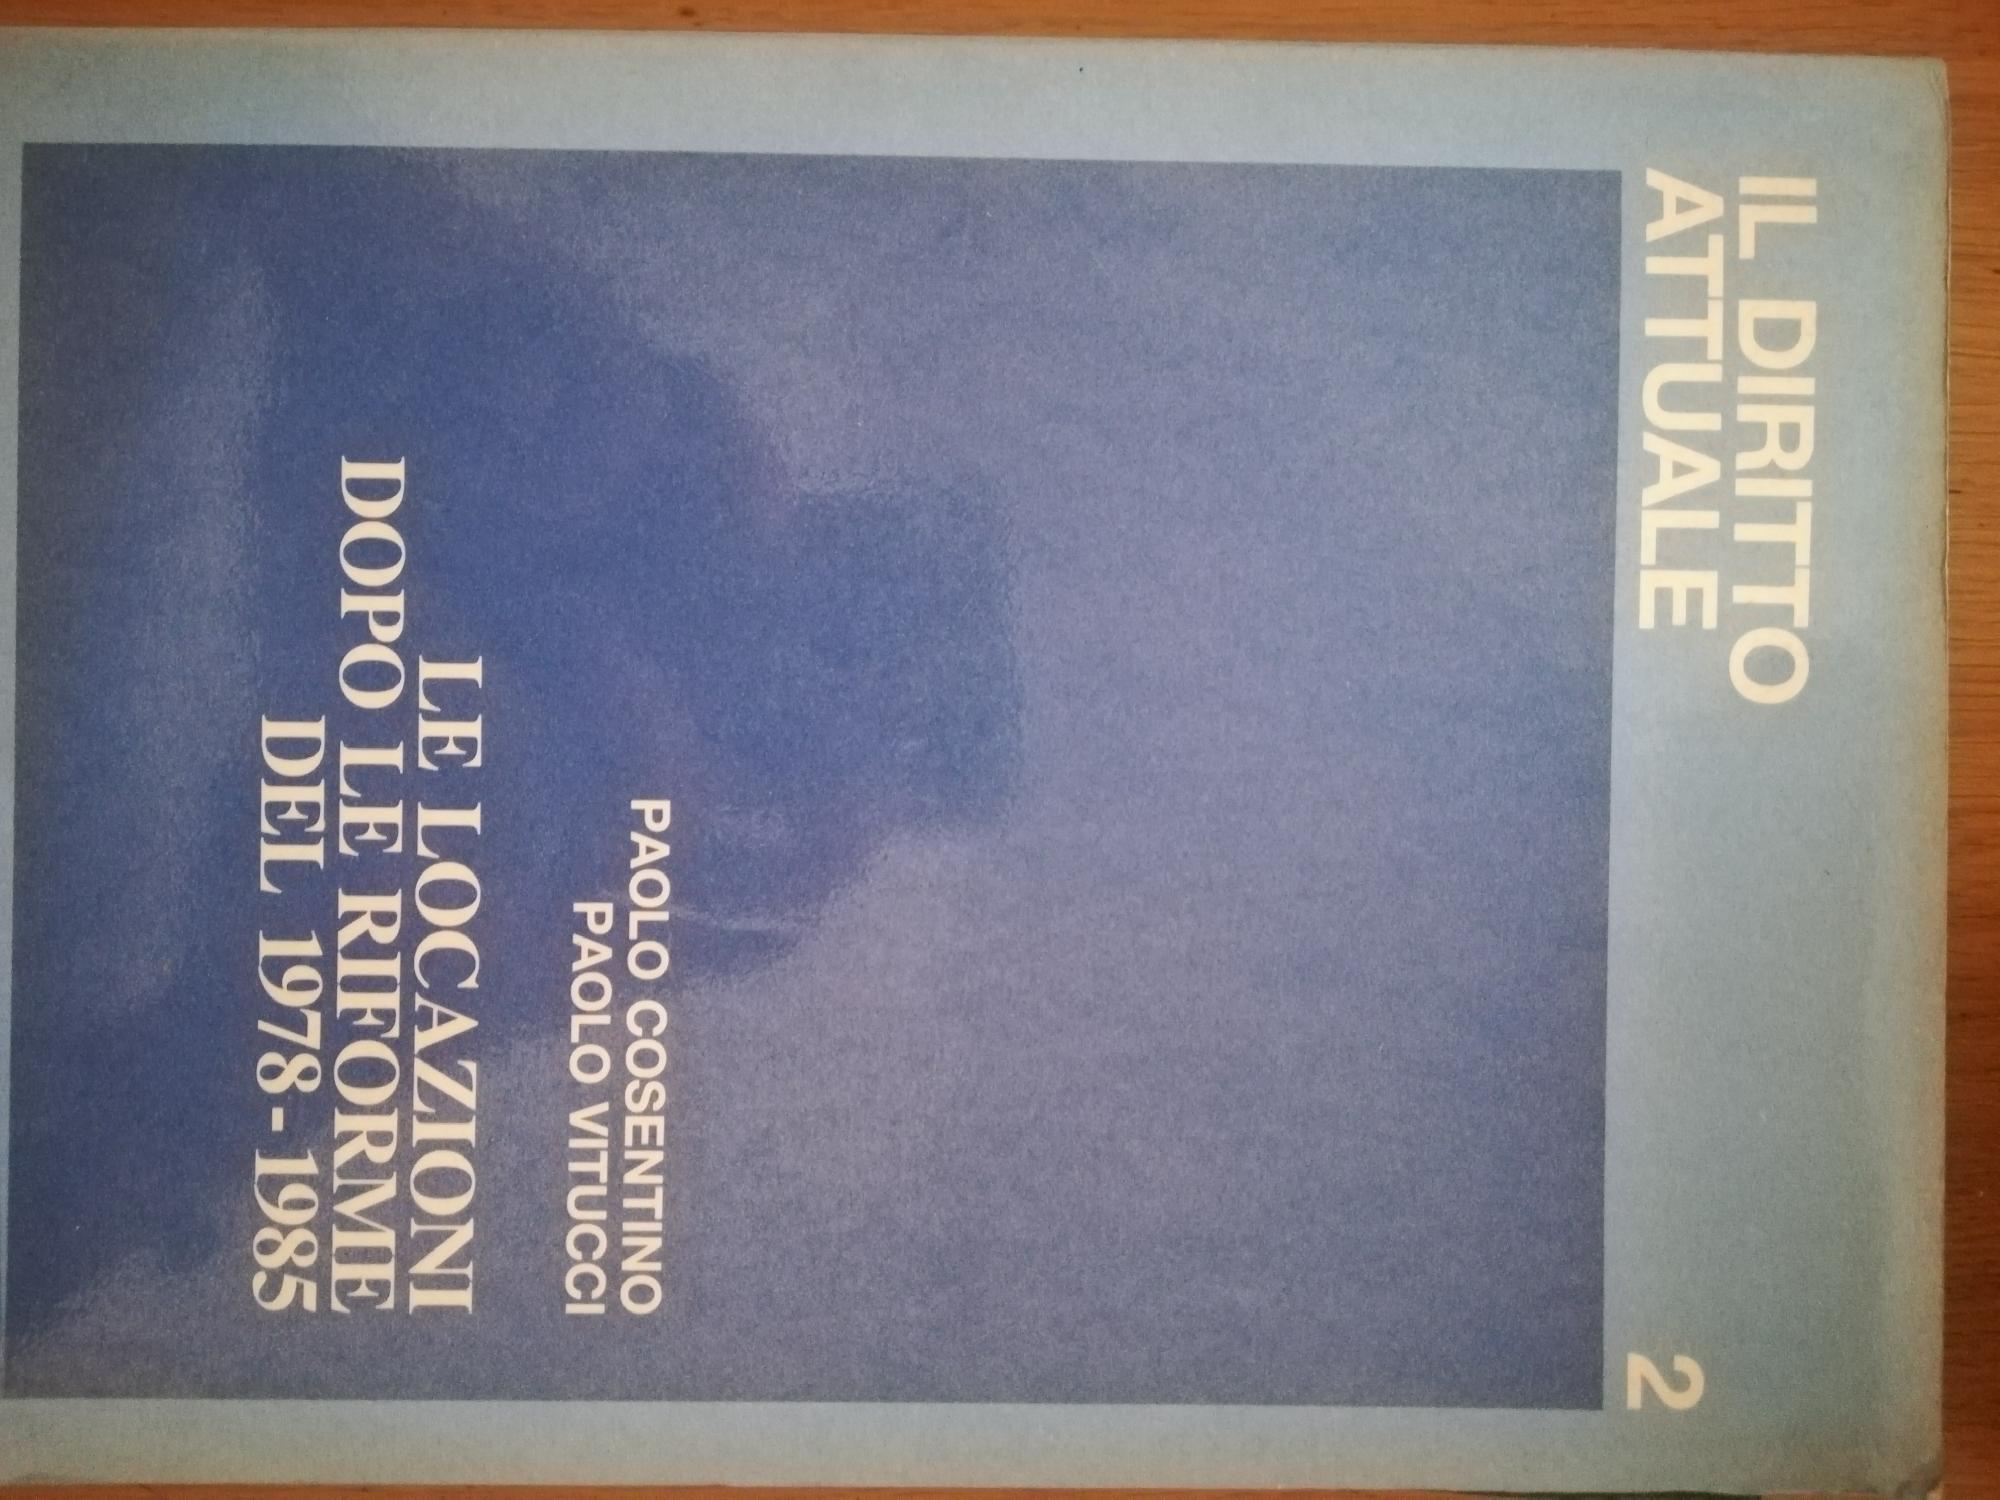 IL DIRITTO
ATTUALE
2
PAOLO COSENTINO
PAOLO VITUCCI
LE LOCAZIONI
DOPO LE RIFORME
DEL 1978-1985